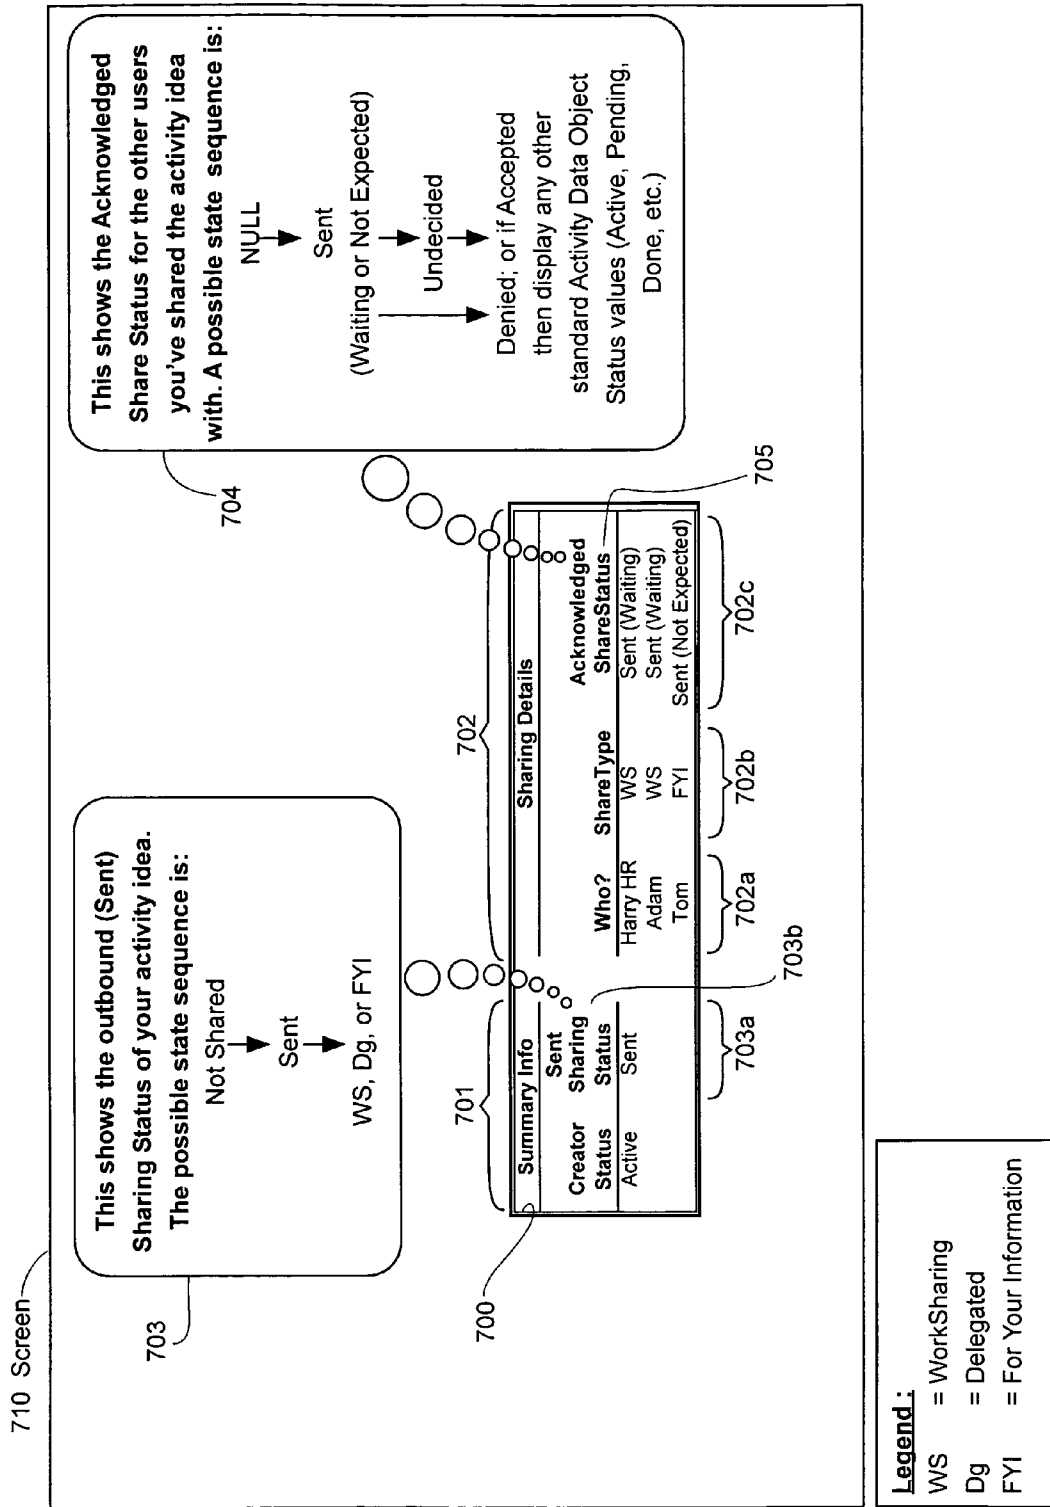 710 Screen
This shows the outbound (Sent)
Sharing Status of your activity idea.
The possible state sequence is:
Not Shared
Sent
WS, Dg, or FYI
703
This shows the Acknowledged
Share Status for the other users
you've shared the activity idea
with. A possible state sequence is:
NULL
Sent
(Waiting or Not Expected)
Undecided
Denied; or if Accepted
then display any other
standard Activity Data Object
Status values (Active, Pending,
Done, etc.)
704
701
702
700
Summary Info
Sharing Details
Creator
Status
Sent
Sharing
Status
Who?
ShareType
Acknowledged
ShareStatus
Active
Sent
Harry HR
WS
Sent (Waiting)
Adam
WS
Sent (Waiting)
Tom
FYI
Sent (Not Expected)
705
703a
703b
702a
702b
702c
Legend :
WS = WorkSharing
Dg = Delegated
FYI = For Your Information